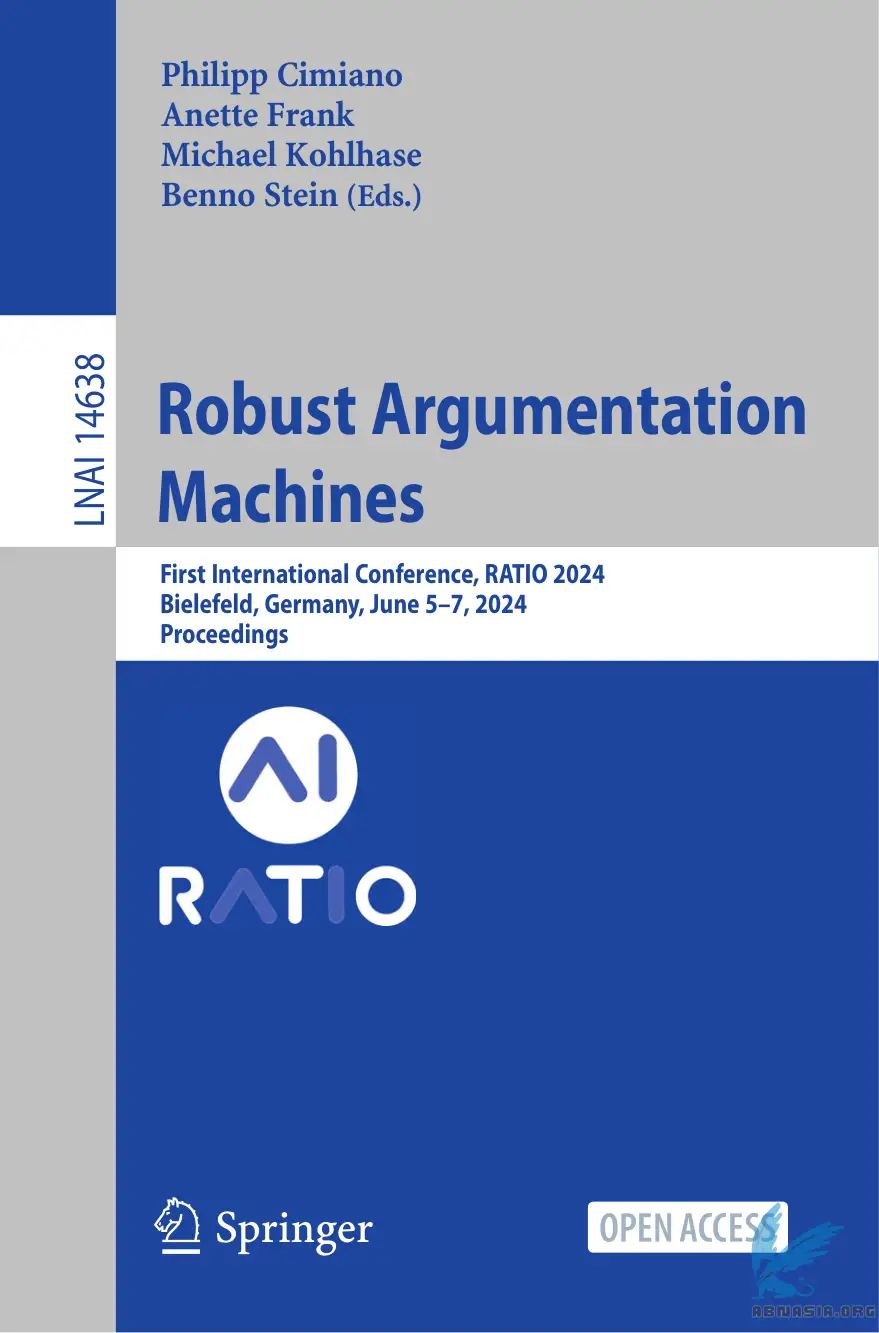 Philipp Cimiano
Anette Frank
Michael Kohlhase
Benno Stein (Eds.)
LNAI 14638
Robust Argumentation
Machines
First International Conference, RATIO 2024
Bielefeld, Germany, June 5–7, 2024
Proceedings
AI
RATIO
Springer
OPEN ACCESS
ABNASIA.ORG